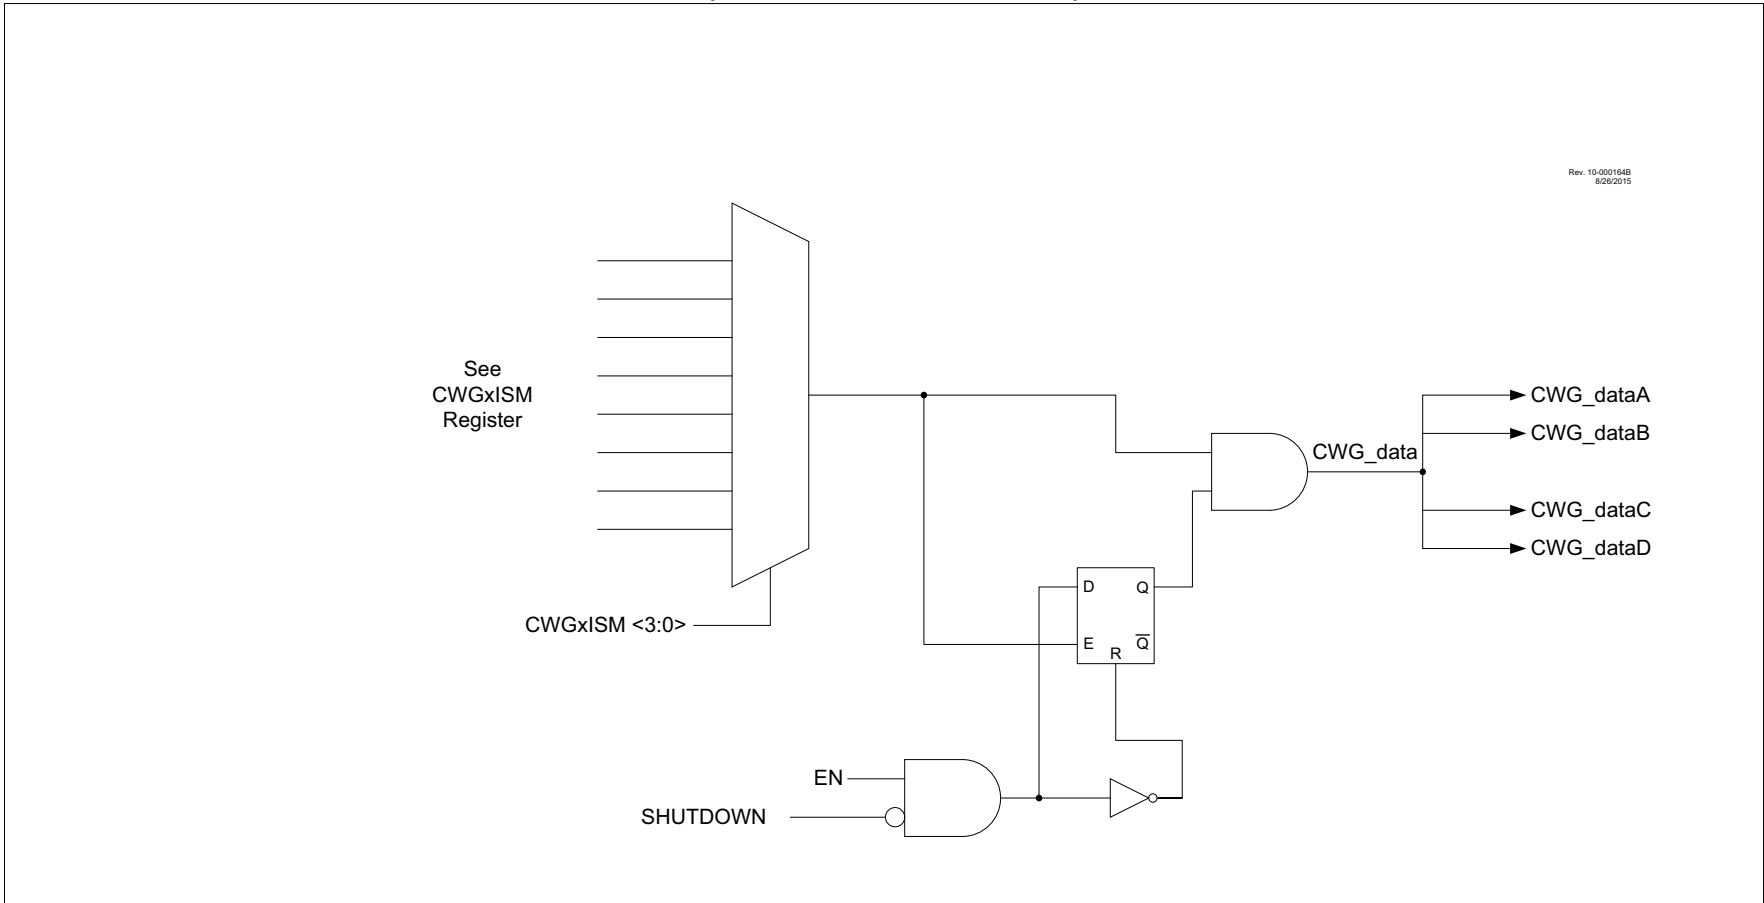 Rev. 10-000164B
8/26/2015
See
CWGxISM
Register
CWGxISM <3:0>
CWG_data
CWG_dataA
CWG_dataB
CWG_dataC
CWG_dataD
D
Q
E
Q̅
R
EN
SHUTDOWN